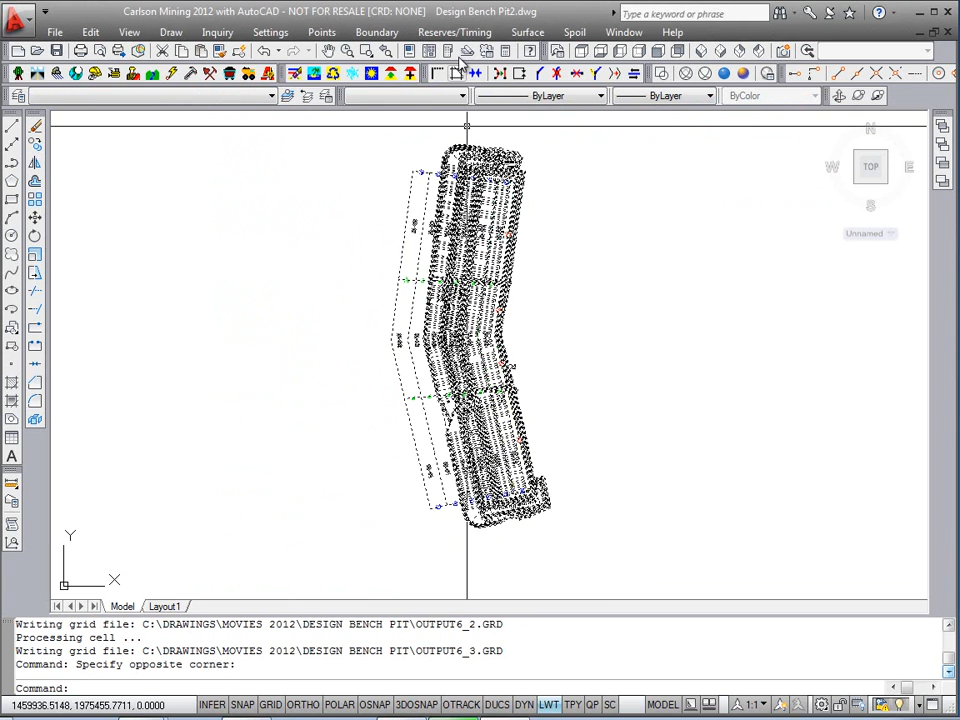 Carlson Mining 2012 with AutoCAD - NOT FOR RESALE [CRD: NONE] Design Bench Pit2.dwg
Type a keyword or phrase
File Edit View Draw Inquiry Settings Points Boundary Reserves/Timing Surface Spoil Window Help
ByLayer ByLayer ByColor
N
W TOP E
S
Unnamed
Y
X
Model Layout1
Writing grid file: C:\DRAWINGS\MOVIES 2012\DESIGN BENCH PIT\OUTPUT6_2.GRD
Processing cell ...
Writing grid file: C:\DRAWINGS\MOVIES 2012\DESIGN BENCH PIT\OUTPUT6_3.GRD
Command: Specify opposite corner:
Command:
1459936.5148, 1975455.7711, 0.0000 INFER SNAP GRID ORTHO POLAR OSNAP 3DOSNAP OTRACK DUCS DYN LWT TPY QP SC MODEL 1:1